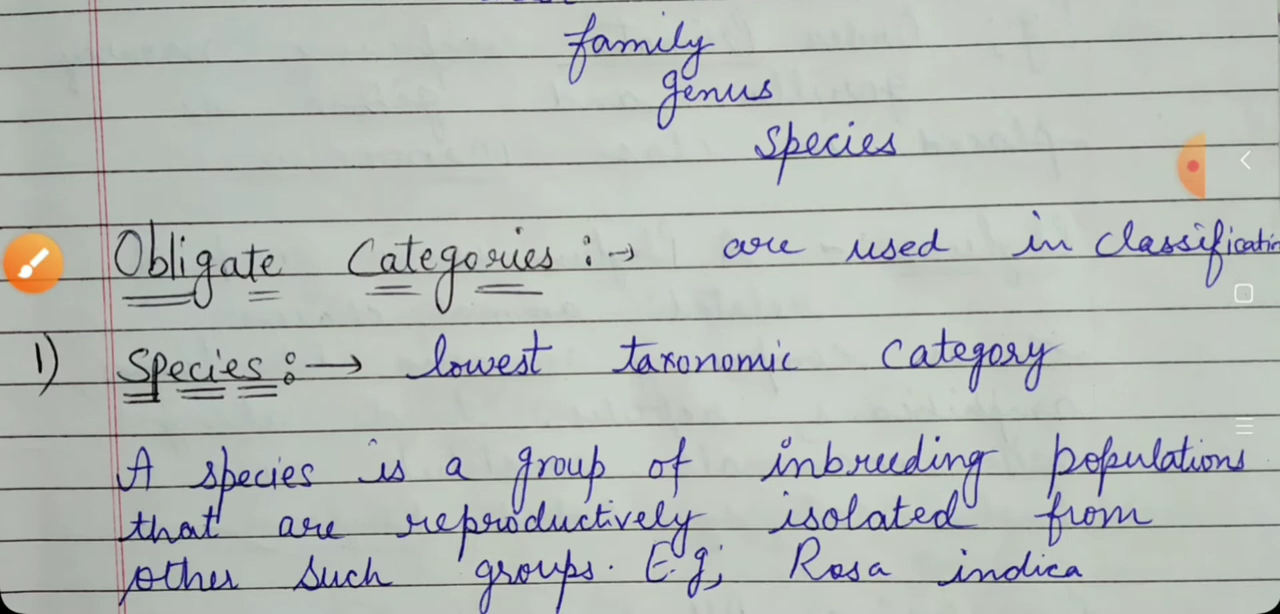 family
genus
species
Obligate Categories :→ are used in classificatin
1) Species :→ lowest taxonomic category
A species is a group of inbreeding populations
that are reproductively isolated from
other such groups. E.g; Rosa indica